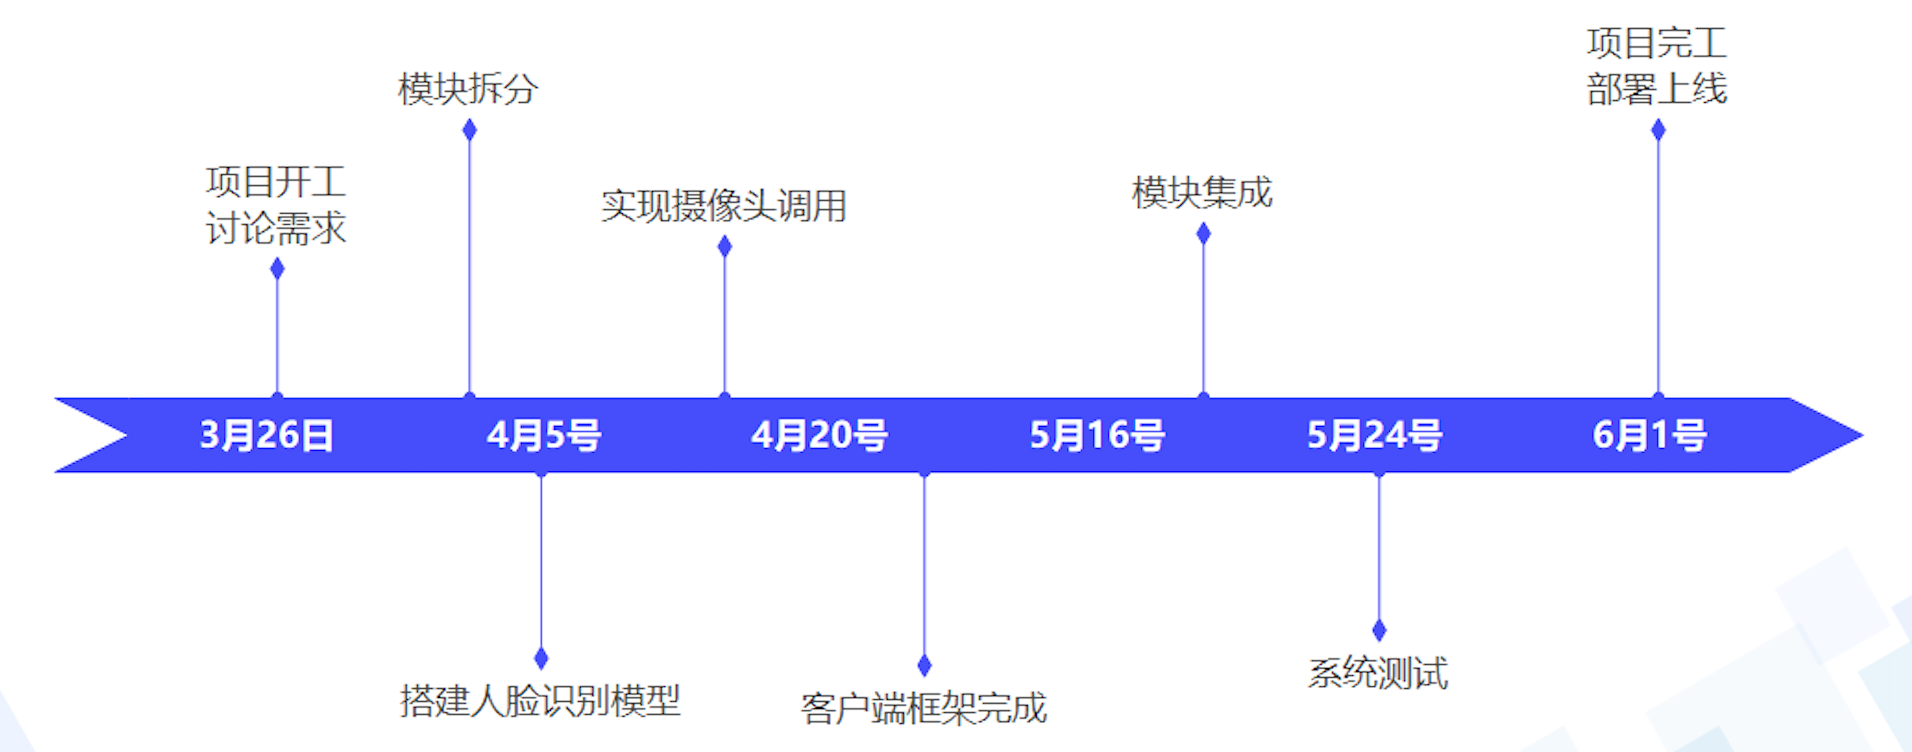 项目完工
部署上线
模块拆分
项目开工
讨论需求
实现摄像头调用
模块集成
3月26日
4月5号
4月20号
5月16号
5月24号
6月1号
搭建人脸识别模型
客户端框架完成
系统测试